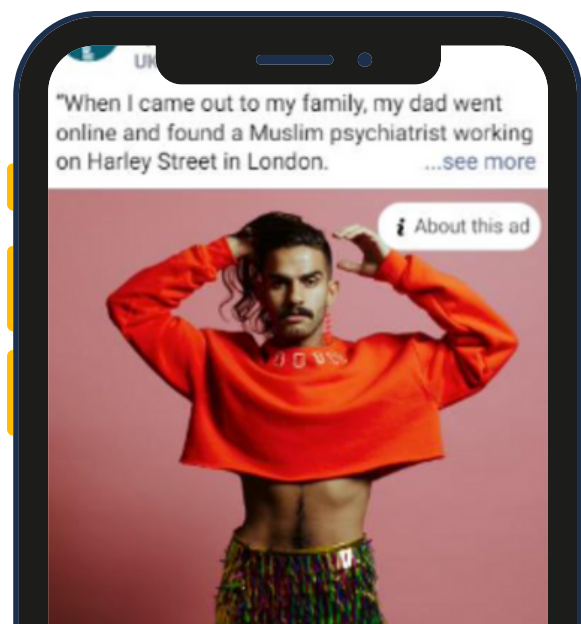 UK
“When I came out to my family, my dad went
online and found a Muslim psychiatrist working
on Harley Street in London. ...see more
i About this ad